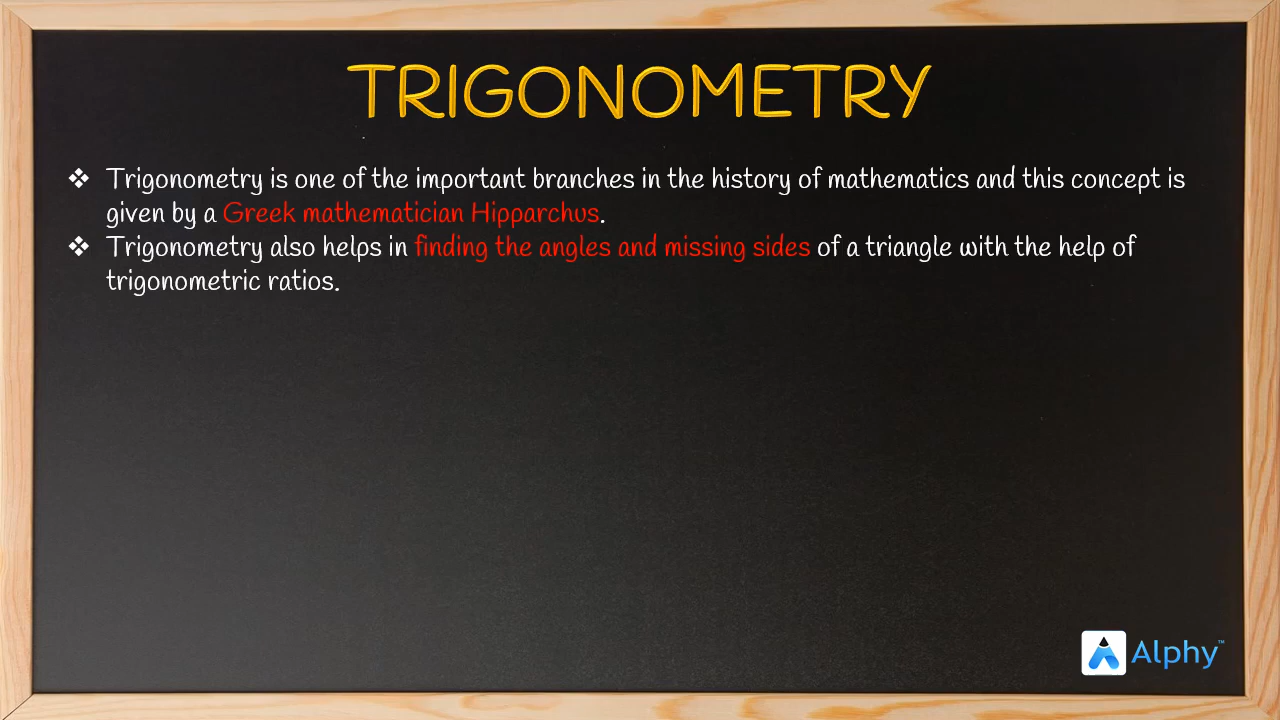 TRIGONOMETRY
❖ Trigonometry is one of the important branches in the history of mathematics and this concept is
given by a Greek mathematician Hipparchus.
❖ Trigonometry also helps in finding the angles and missing sides of a triangle with the help of
trigonometric ratios.
Alphy™